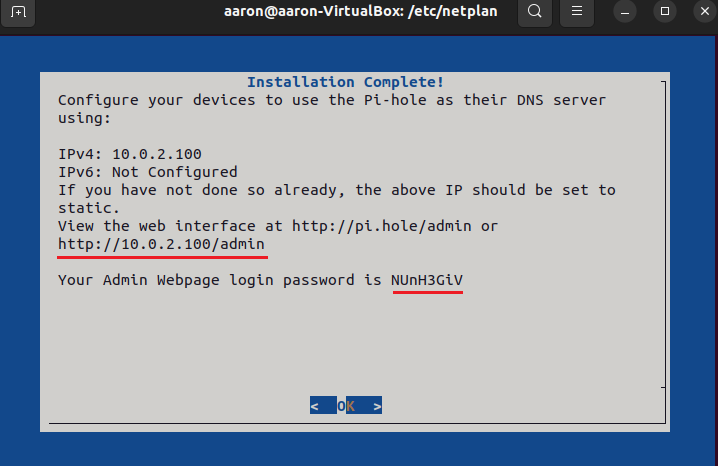 aaron@aaron-VirtualBox: /etc/netplan
Installation Complete!
Configure your devices to use the Pi-hole as their DNS server
using:
IPv4: 10.0.2.100
IPv6: Not Configured
If you have not done so already, the above IP should be set to
static.
View the web interface at http://pi.hole/admin or
http://10.0.2.100/admin
Your Admin Webpage login password is NUnH3GiV
< OK >